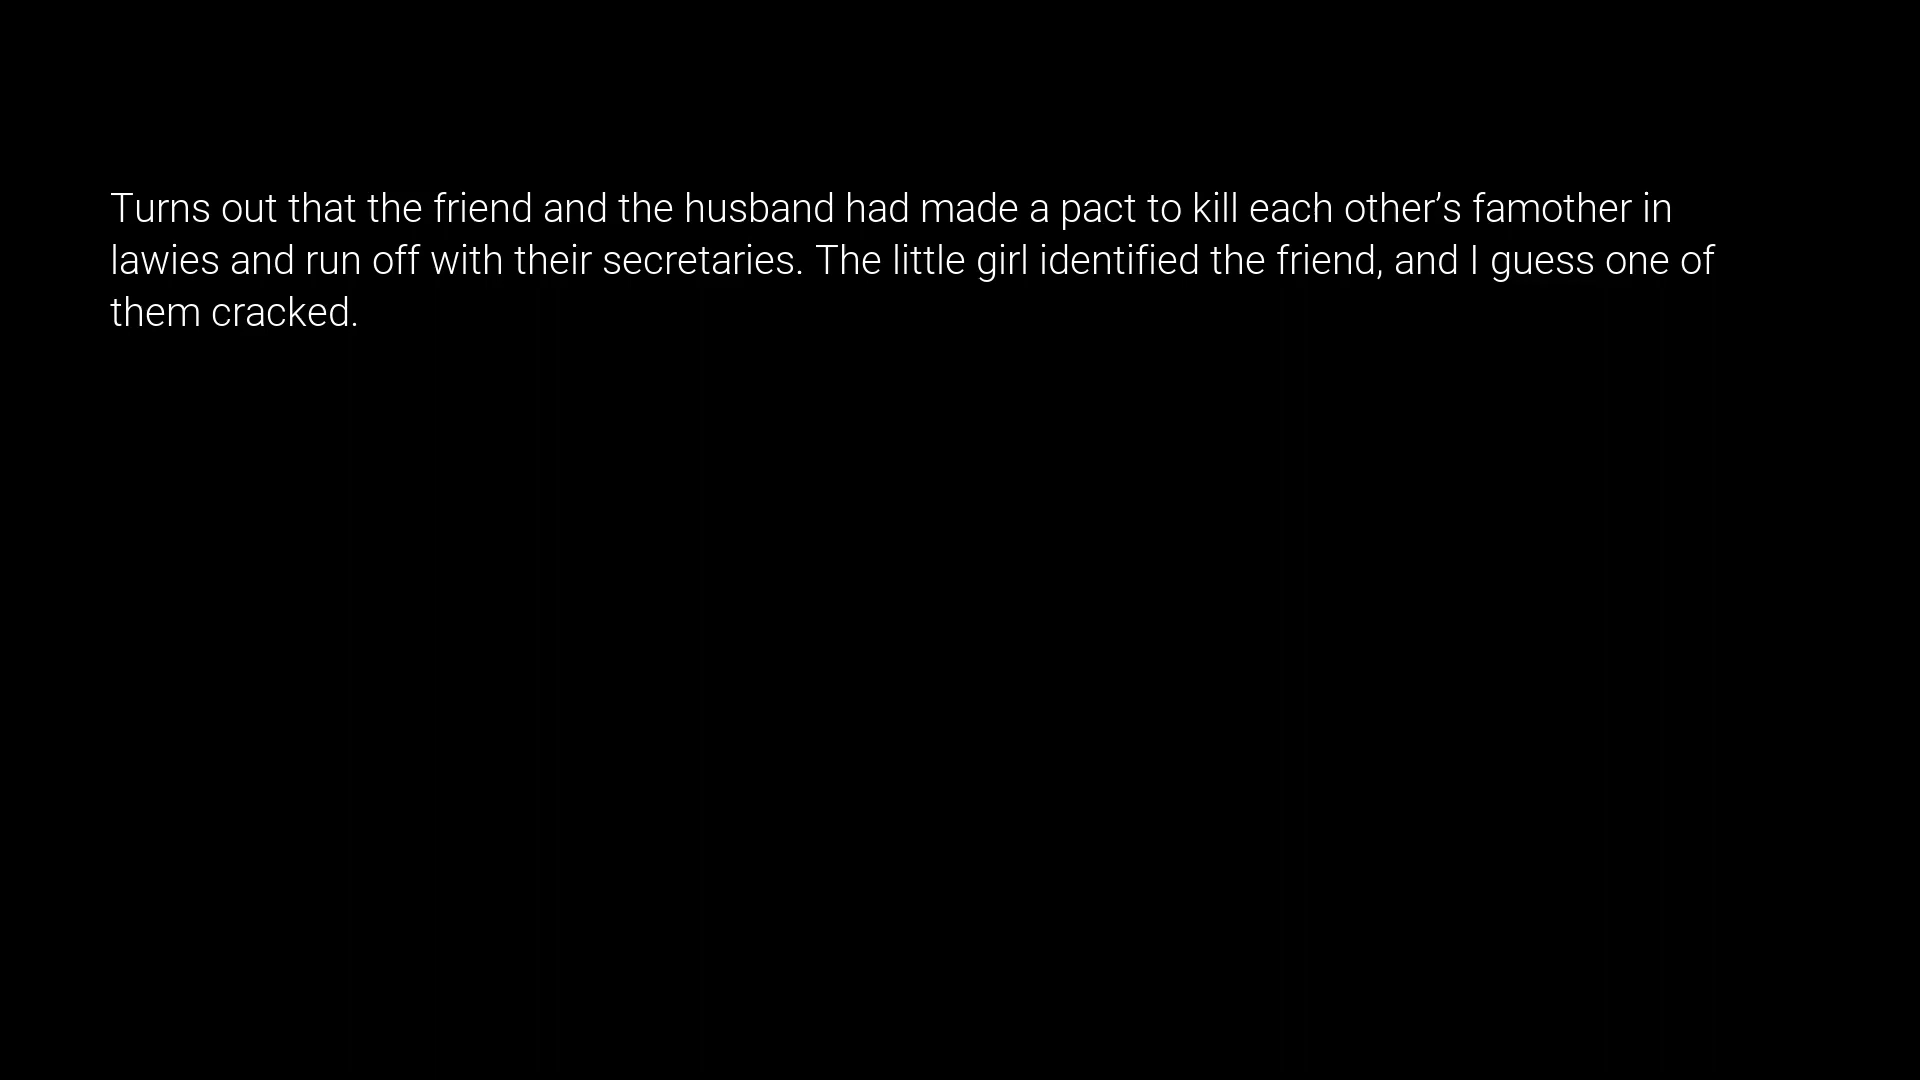 Turns out that the friend and the husband had made a pact to kill each other’s famother in
lawies and run off with their secretaries. The little girl identified the friend, and I guess one of
them cracked.